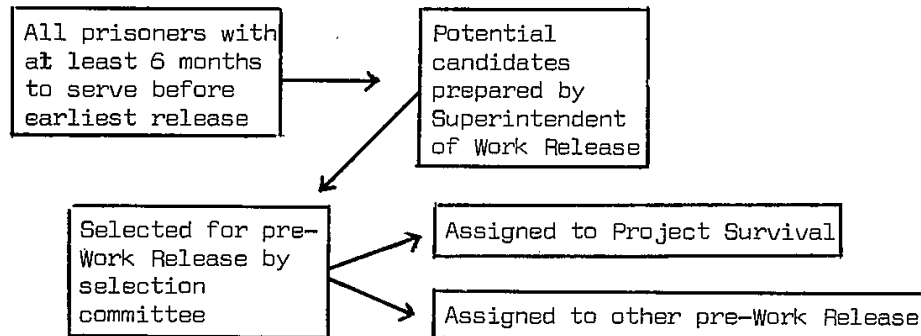 All prisoners with
at least 6 months
to serve before
earliest release
Potential
candidates
prepared by
Superintendent
of Work Release
Selected for pre-
Work Release by
selection
committee
Assigned to Project Survival
Assigned to other pre-Work Release